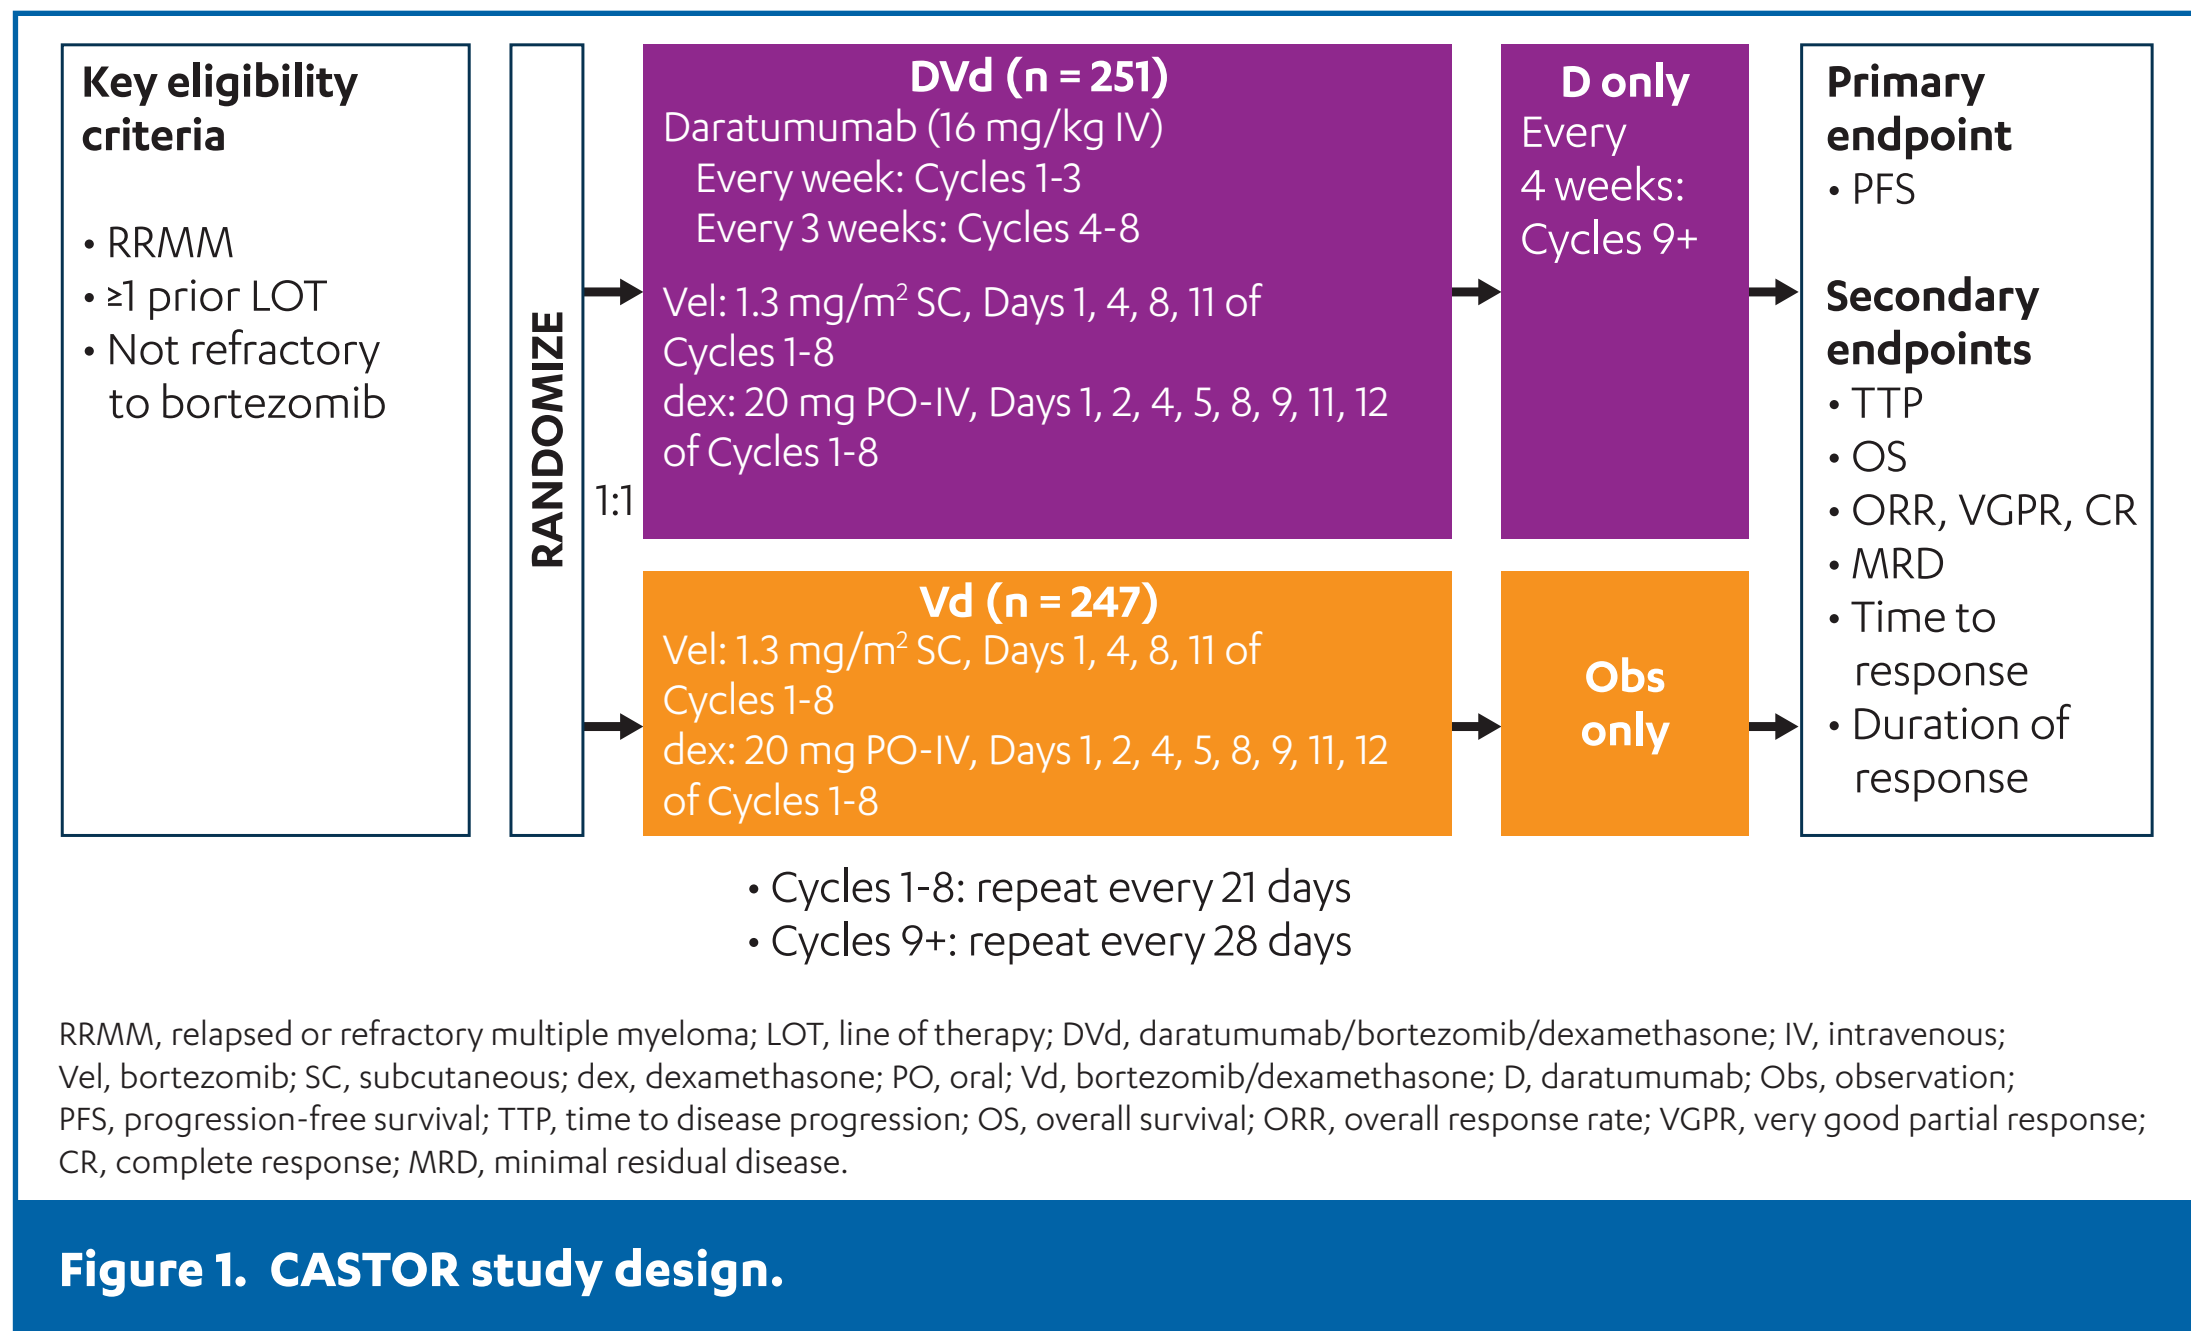 Key eligibility
criteria
• RRMM
• ≥1 prior LOT
• Not refractory
to bortezomib
RANDOMIZE
1:1
DVd (n = 251)
Daratumumab (16 mg/kg IV)
Every week: Cycles 1-3
Every 3 weeks: Cycles 4-8
Vel: 1.3 mg/m² SC, Days 1, 4, 8, 11 of
Cycles 1-8
dex: 20 mg PO-IV, Days 1, 2, 4, 5, 8, 9, 11, 12
of Cycles 1-8
D only
Every
4 weeks:
Cycles 9+
Vd (n = 247)
Vel: 1.3 mg/m² SC, Days 1, 4, 8, 11 of
Cycles 1-8
dex: 20 mg PO-IV, Days 1, 2, 4, 5, 8, 9, 11, 12
of Cycles 1-8
Obs
only
Primary
endpoint
• PFS
Secondary
endpoints
• TTP
• OS
• ORR, VGPR, CR
• MRD
• Time to
response
• Duration of
response
• Cycles 1-8: repeat every 21 days
• Cycles 9+: repeat every 28 days
RRMM, relapsed or refractory multiple myeloma; LOT, line of therapy; DVd, daratumumab/bortezomib/dexamethasone; IV, intravenous;
Vel, bortezomib; SC, subcutaneous; dex, dexamethasone; PO, oral; Vd, bortezomib/dexamethasone; D, daratumumab; Obs, observation;
PFS, progression-free survival; TTP, time to disease progression; OS, overall survival; ORR, overall response rate; VGPR, very good partial response;
CR, complete response; MRD, minimal residual disease.
Figure 1. CASTOR study design.